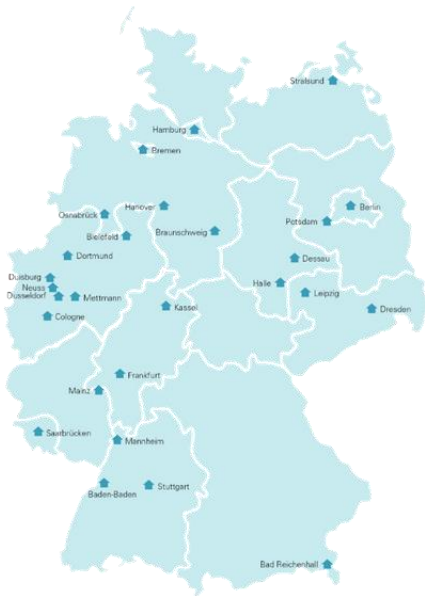 Stralsund
Hamburg
Bremen
Hanover
Berlin
Osnabrück
Potsdam
Bielefeld
Braunschweig
Dortmund
Dessau
Duisburg
Halle
Neuss
Leipzig
Düsseldorf
Mettmann
Kassel
Dresden
Cologne
Frankfurt
Mainz
Saarbrücken
Mannheim
Stuttgart
Baden-Baden
Bad Reichenhall